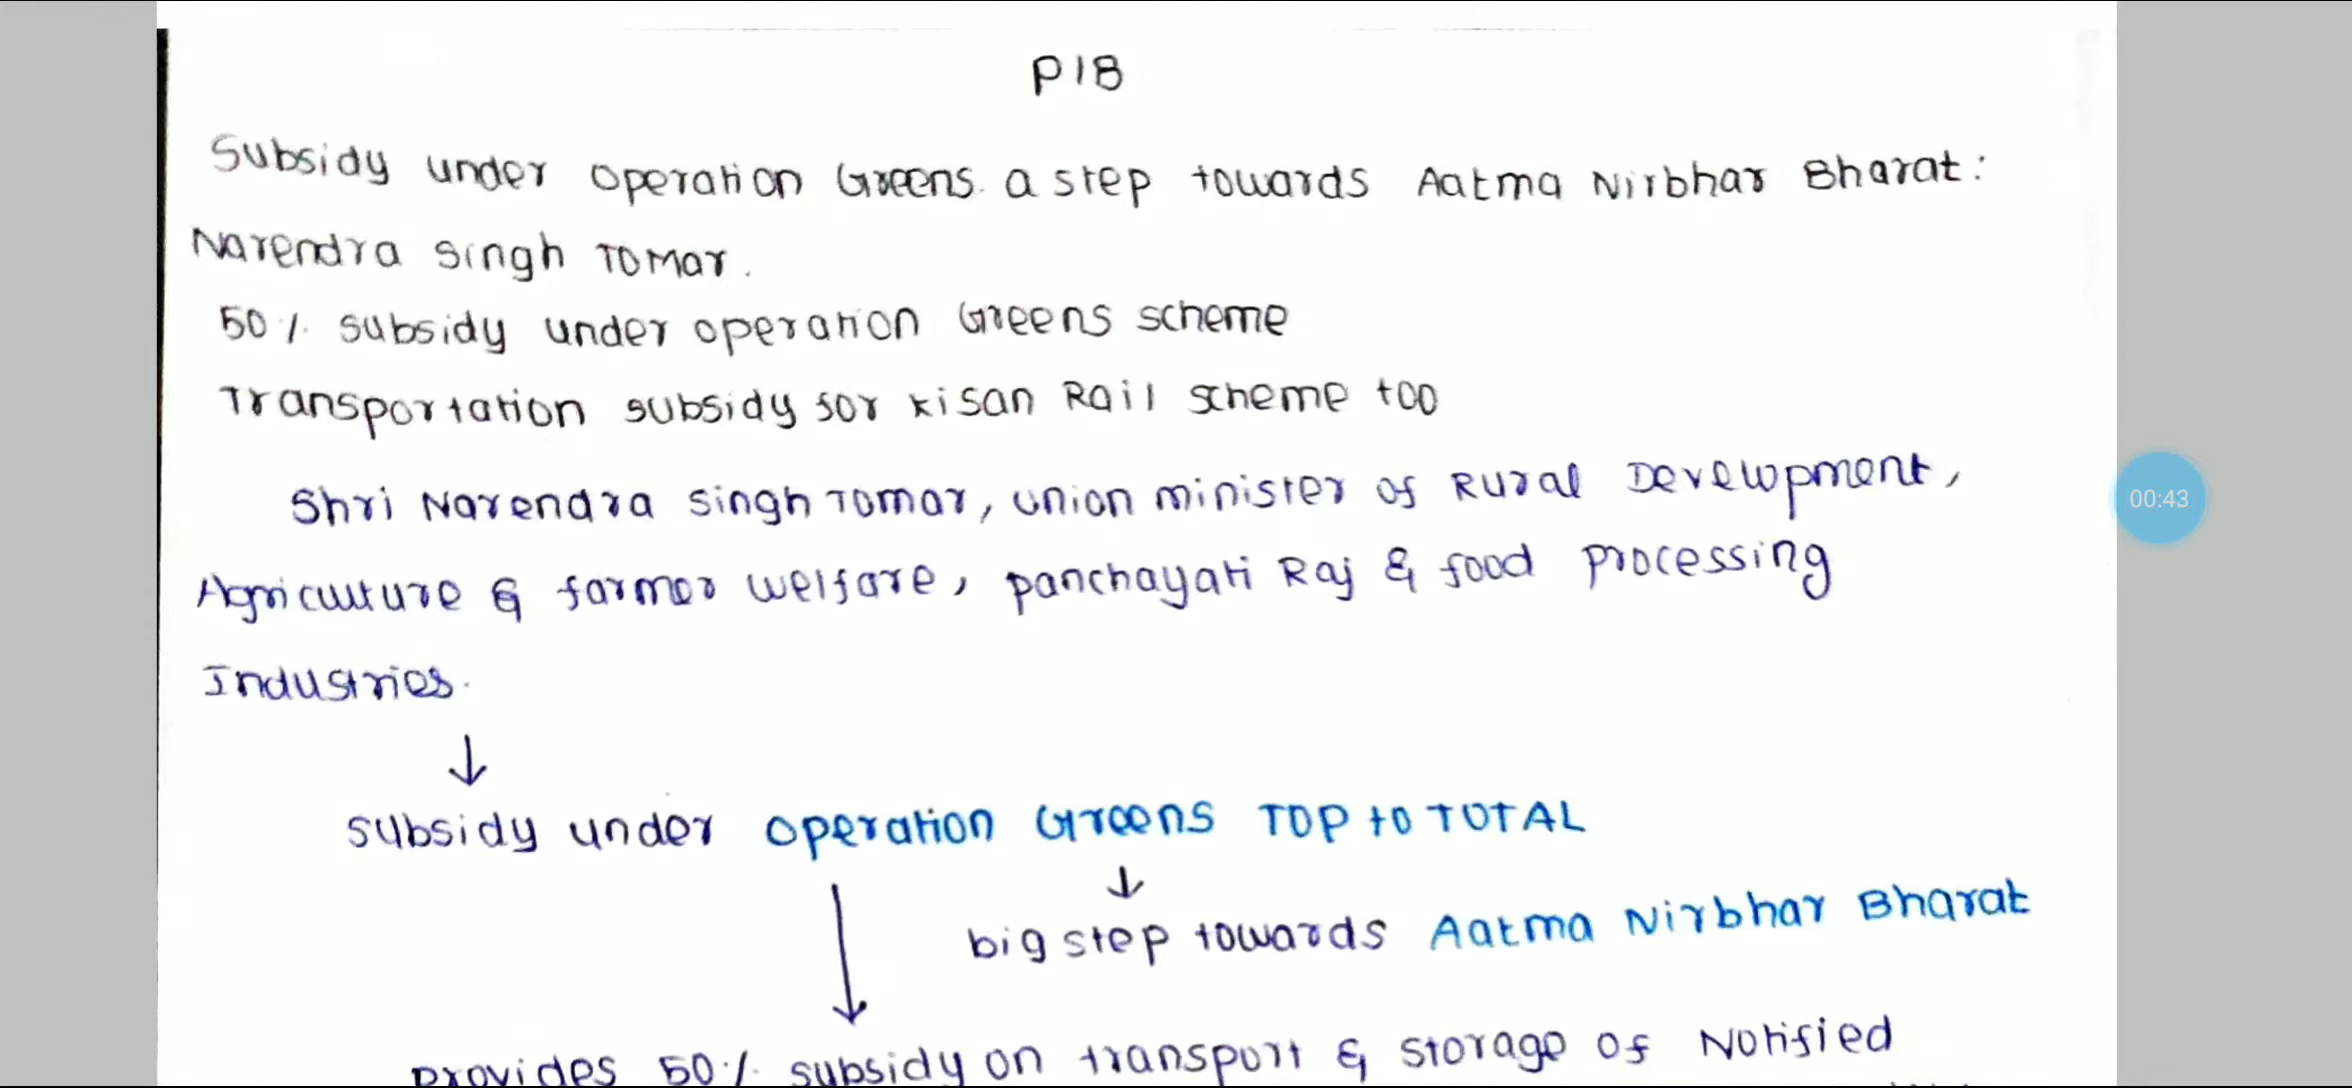 PIB
Subsidy under operation Greens a step towards Aatma Nirbhar Bharat:
Narendra Singh Tomar.
50% subsidy under operation Greens scheme
Transportation subsidy for Kisan Rail scheme too
Shri Narendra Singh Tomar, union minister of Rural Development,
Agriculture & farmer welfare, panchayati Raj & food processing
Industries.
↓
subsidy under operation Greens TOP to TOTAL
↓
big step towards Aatma Nirbhar Bharat
↓
provides 50% subsidy on transport & storage of Notified
00:43